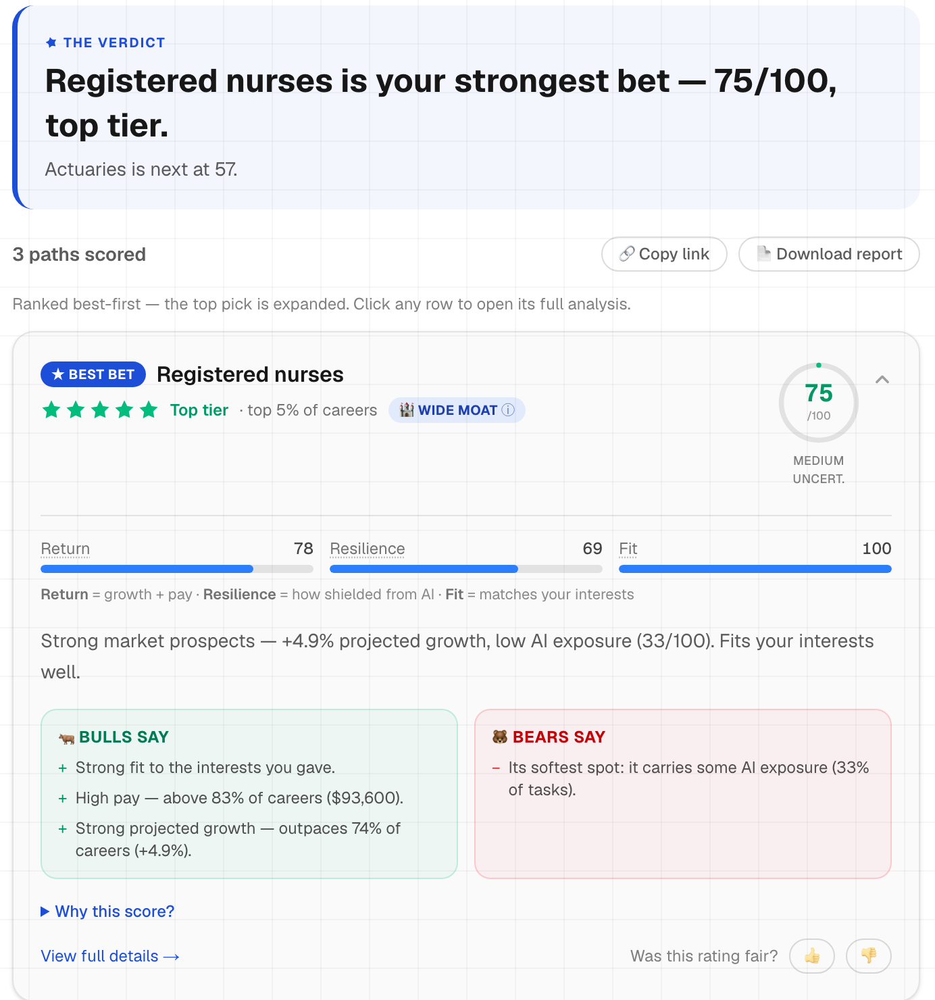 THE VERDICT
Registered nurses is your strongest bet — 75/100,
top tier.
Actuaries is next at 57.
3 paths scored
Copy link
Download report
Ranked best-first — the top pick is expanded. Click any row to open its full analysis.
★ BEST BET
Registered nurses
75
/100
Top tier · top 5% of careers
WIDE MOAT ⓘ
MEDIUM
UNCERT.
Return 78
Resilience 69
Fit 100
Return = growth + pay · Resilience = how shielded from AI · Fit = matches your interests
Strong market prospects — +4.9% projected growth, low AI exposure (33/100). Fits your interests
well.
BULLS SAY
+ Strong fit to the interests you gave.
+ High pay — above 83% of careers ($93,600).
+ Strong projected growth — outpaces 74% of
careers (+4.9%).
BEARS SAY
– Its softest spot: it carries some AI exposure (33%
of tasks).
▶ Why this score?
View full details →
Was this rating fair?